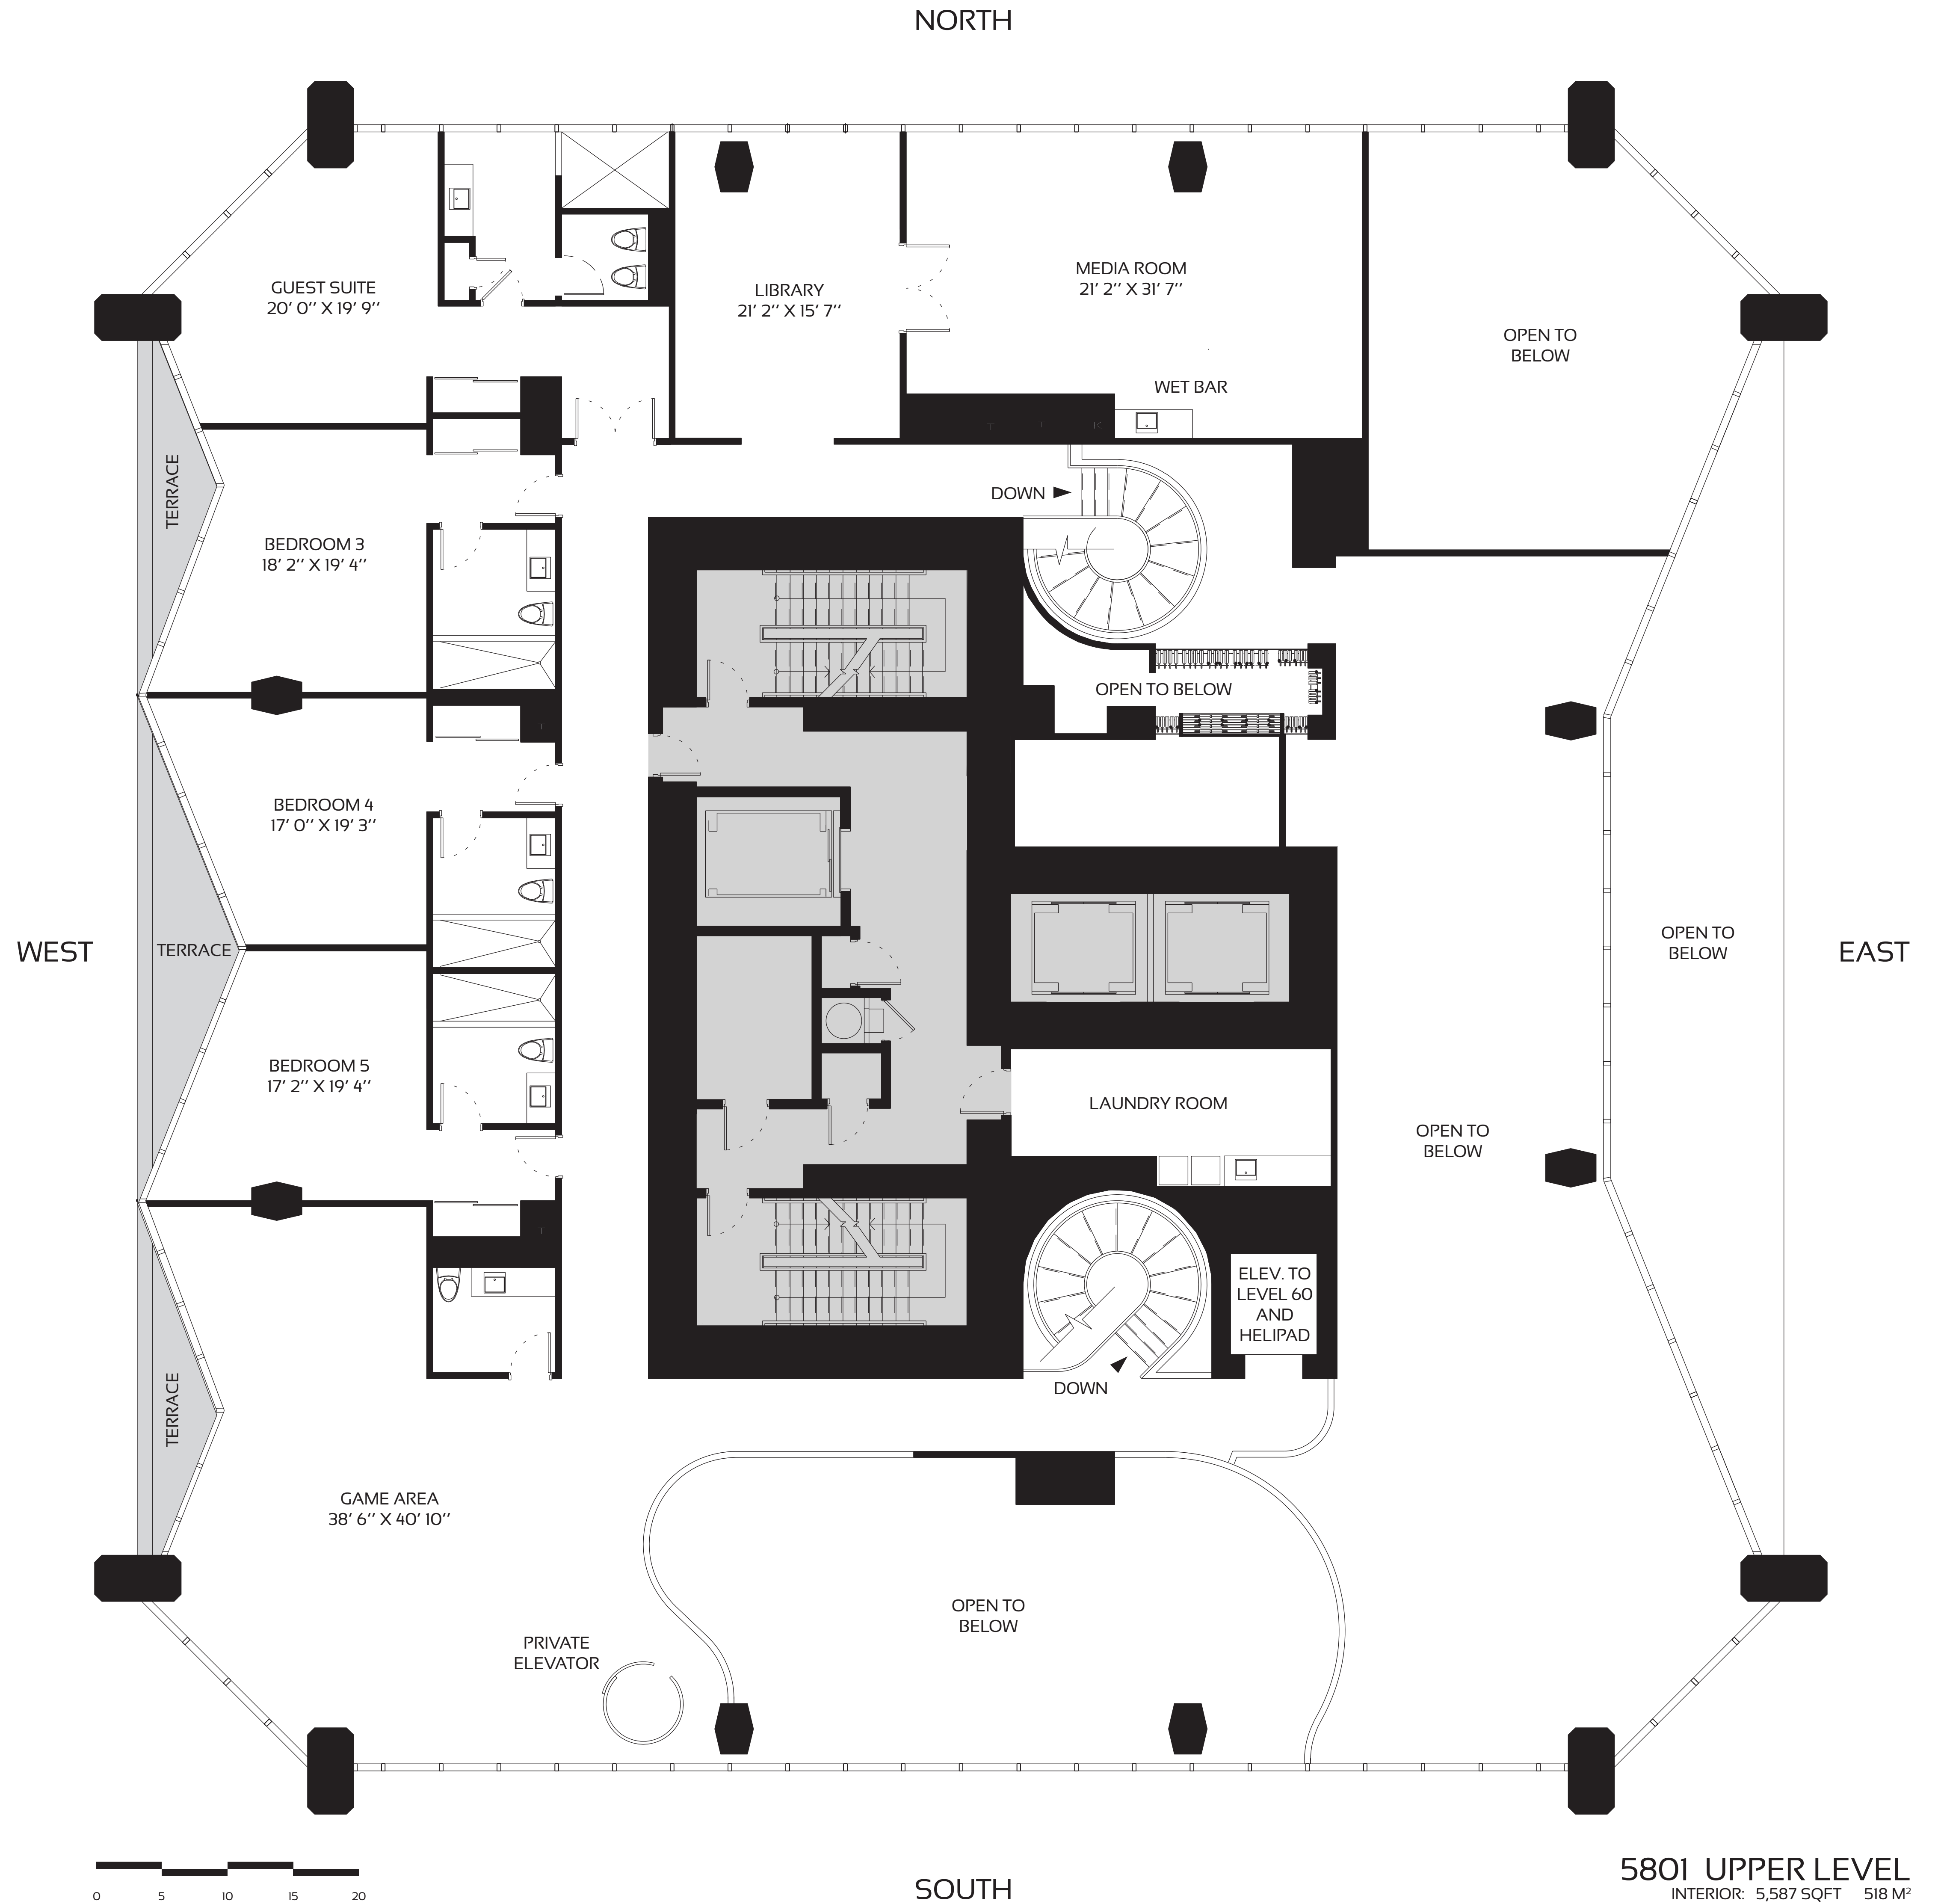 NORTH
GUEST SUITE
20' 0'' X 19' 9''
LIBRARY
21' 2'' X 15' 7''
MEDIA ROOM
21' 2'' X 31' 7''
WET BAR
OPEN TO
BELOW
TERRACE
BEDROOM 3
18' 2'' X 19' 4''
DOWN
OPEN TO BELOW
BEDROOM 4
17' 0'' X 19' 3''
WEST
TERRACE
OPEN TO
BELOW
EAST
BEDROOM 5
17' 2'' X 19' 4''
LAUNDRY ROOM
OPEN TO
BELOW
ELEV. TO
LEVEL 60
AND
HELIPAD
DOWN
TERRACE
GAME AREA
38' 6'' X 40' 10''
OPEN TO
BELOW
PRIVATE
ELEVATOR
0 5 10 15 20
SOUTH
5801 UPPER LEVEL
INTERIOR: 5,587 SQFT 518 M²